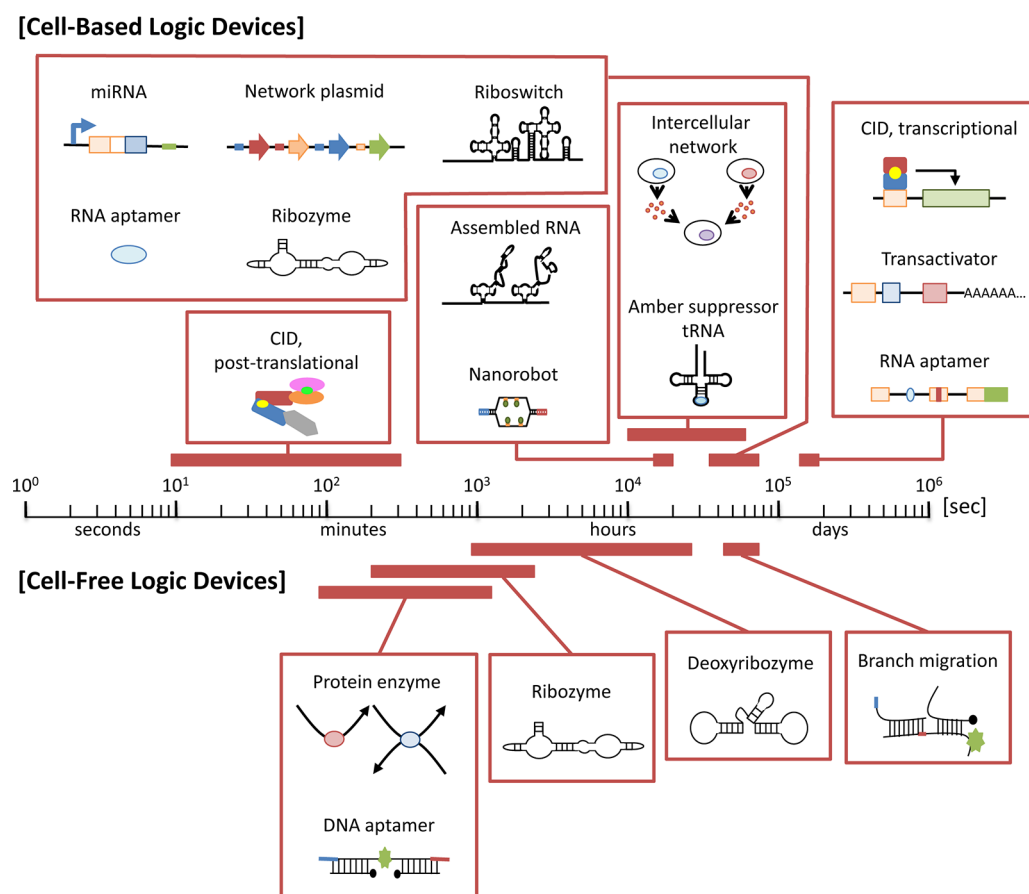 [Cell-Based Logic Devices]
miRNA
Network plasmid
Riboswitch
RNA aptamer
Ribozyme
Assembled RNA
Nanorobot
Intercellular
network
Amber suppressor
tRNA
CID, transcriptional
Transactivator
AAAAAA...
RNA aptamer
CID,
post-translational
10⁰ 10¹ 10² 10³ 10⁴ 10⁵ 10⁶
[sec]
seconds minutes hours days
[Cell-Free Logic Devices]
Protein enzyme
DNA aptamer
Ribozyme
Deoxyribozyme
Branch migration